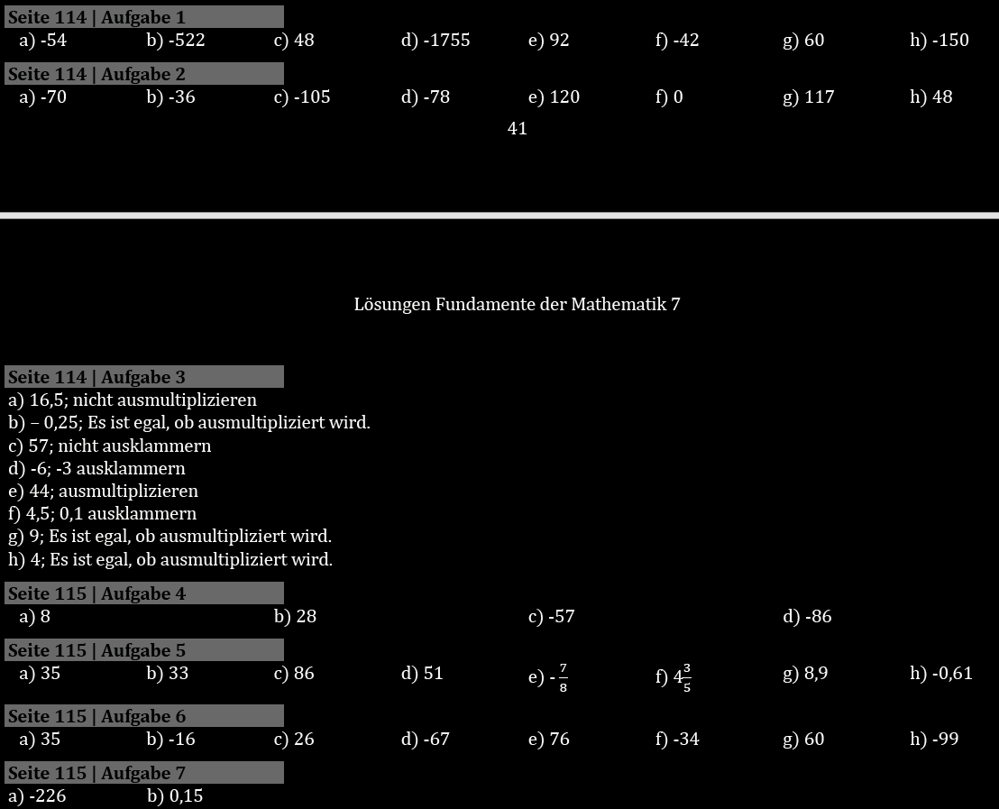 Seite 114 | Aufgabe 1
a) -54 b) -522 c) 48 d) -1755 e) 92 f) -42 g) 60 h) -150
Seite 114 | Aufgabe 2
a) -70 b) -36 c) -105 d) -78 e) 120 f) 0 g) 117 h) 48
41
Lösungen Fundamente der Mathematik 7
Seite 114 | Aufgabe 3
a) 16,5; nicht ausmultiplizieren
b) – 0,25; Es ist egal, ob ausmultipliziert wird.
c) 57; nicht ausklammern
d) -6; -3 ausklammern
e) 44; ausmultiplizieren
f) 4,5; 0,1 ausklammern
g) 9; Es ist egal, ob ausmultipliziert wird.
h) 4; Es ist egal, ob ausmultipliziert wird.
Seite 115 | Aufgabe 4
a) 8 b) 28 c) -57 d) -86
Seite 115 | Aufgabe 5
a) 35 b) 33 c) 86 d) 51 e) -7/8 f) 4 3/5 g) 8,9 h) -0,61
Seite 115 | Aufgabe 6
a) 35 b) -16 c) 26 d) -67 e) 76 f) -34 g) 60 h) -99
Seite 115 | Aufgabe 7
a) -226 b) 0,15